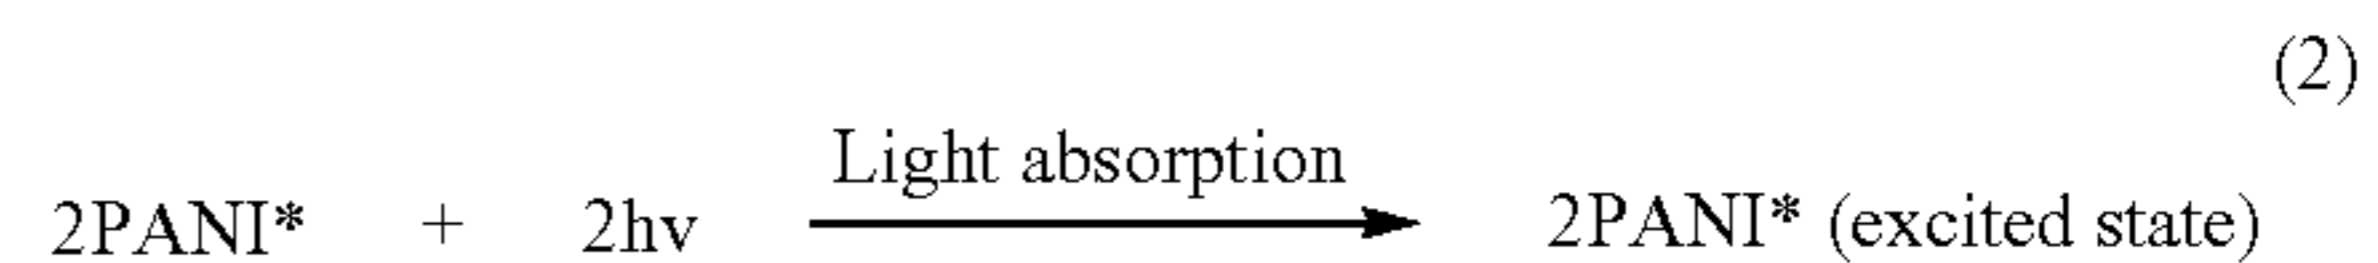 (2)
Light absorption
2PANI* + 2hv 2PANI* (excited state)